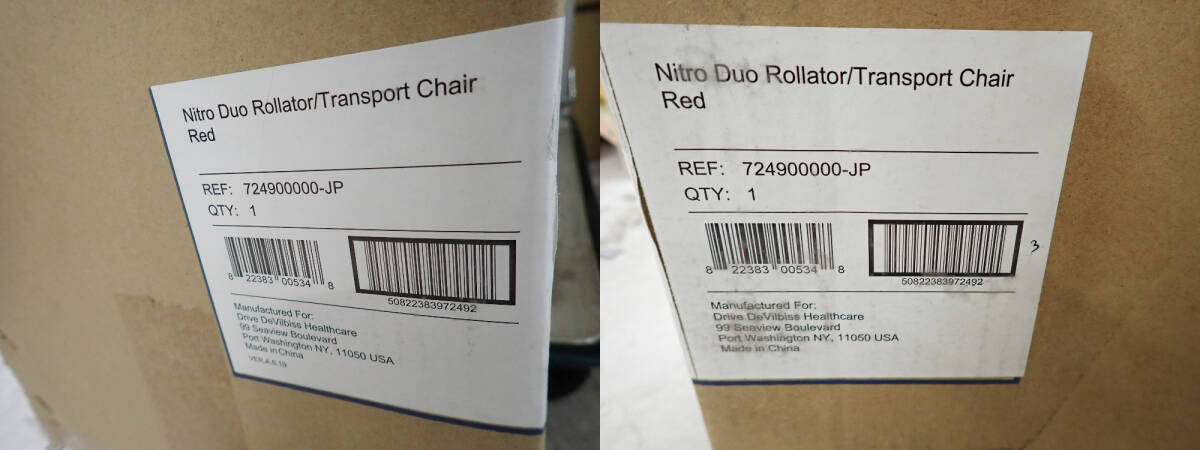 Nitro Duo Rollator/Transport Chair
Red
REF: 724900000-JP
QTY: 1
8 22383 00534 8
50822383972492
Manufactured For:
Drive DeVilbiss Healthcare
99 Seaview Boulevard
Port Washington NY, 11050 USA
Made in China
VER.A.6.19
Nitro Duo Rollator/Transport Chair
Red
REF: 724900000-JP
QTY: 1
8 22383 00534 8
50822383972492
3
Manufactured For:
Drive DeVilbiss Healthcare
99 Seaview Boulevard
Port Washington NY, 11050 USA
Made in China